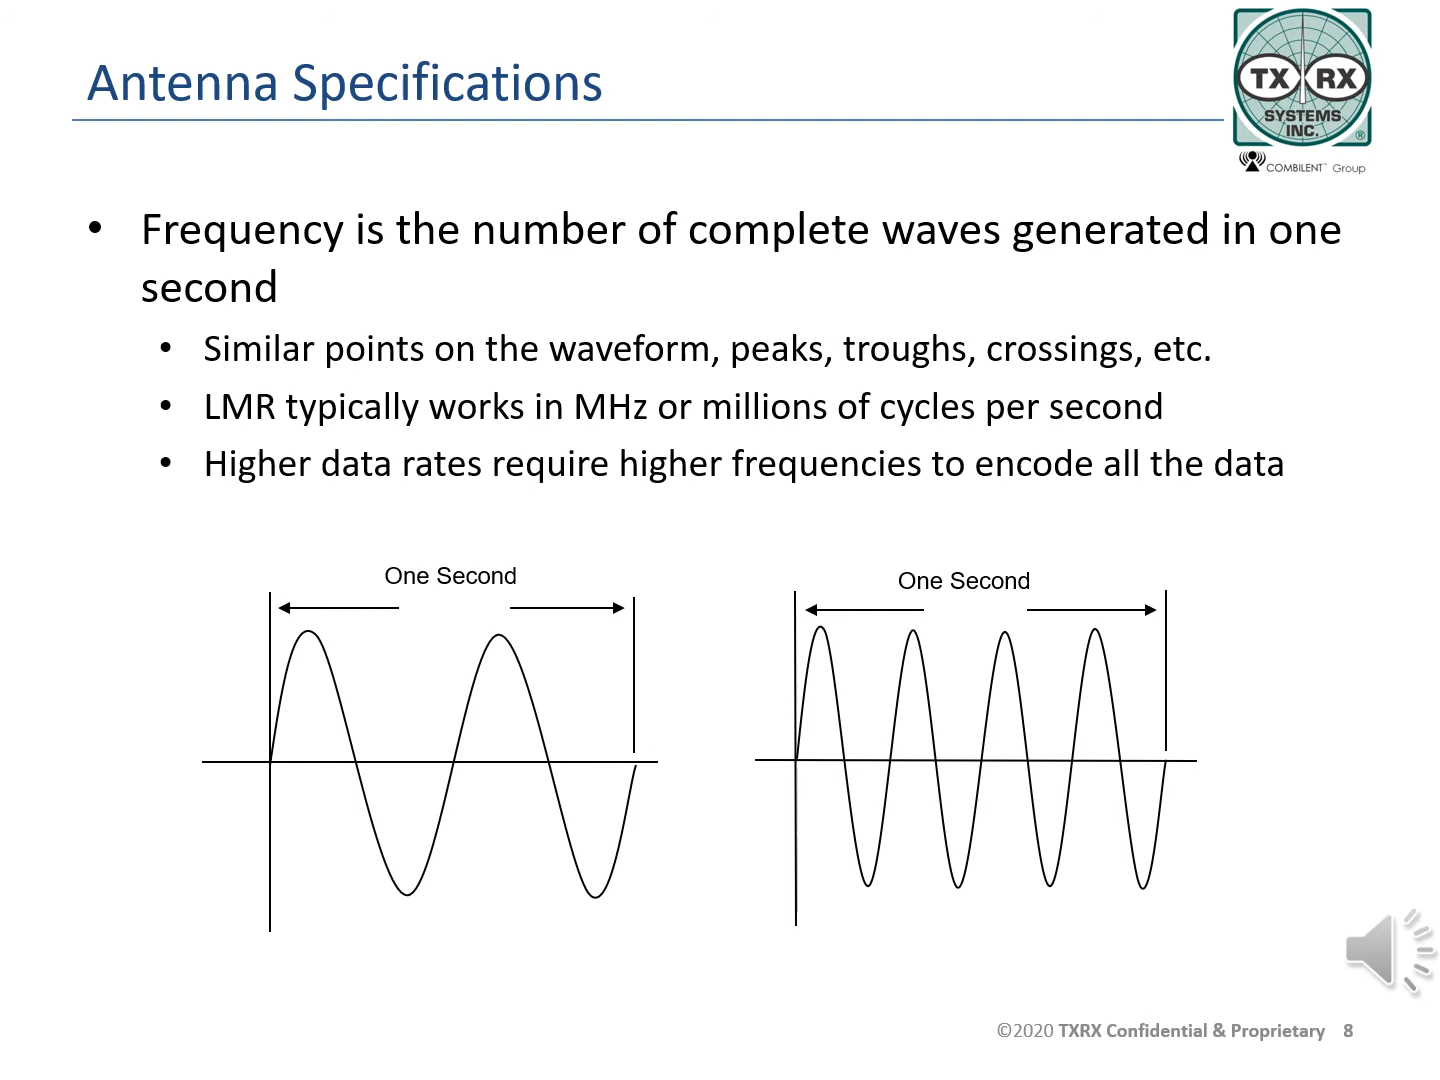 Antenna Specifications
TX RX
SYSTEMS
INC.
®
COMBILENT™ Group
• Frequency is the number of complete waves generated in one
second
• Similar points on the waveform, peaks, troughs, crossings, etc.
• LMR typically works in MHz or millions of cycles per second
• Higher data rates require higher frequencies to encode all the data
One Second
One Second
©2020 TXRX Confidential & Proprietary 8